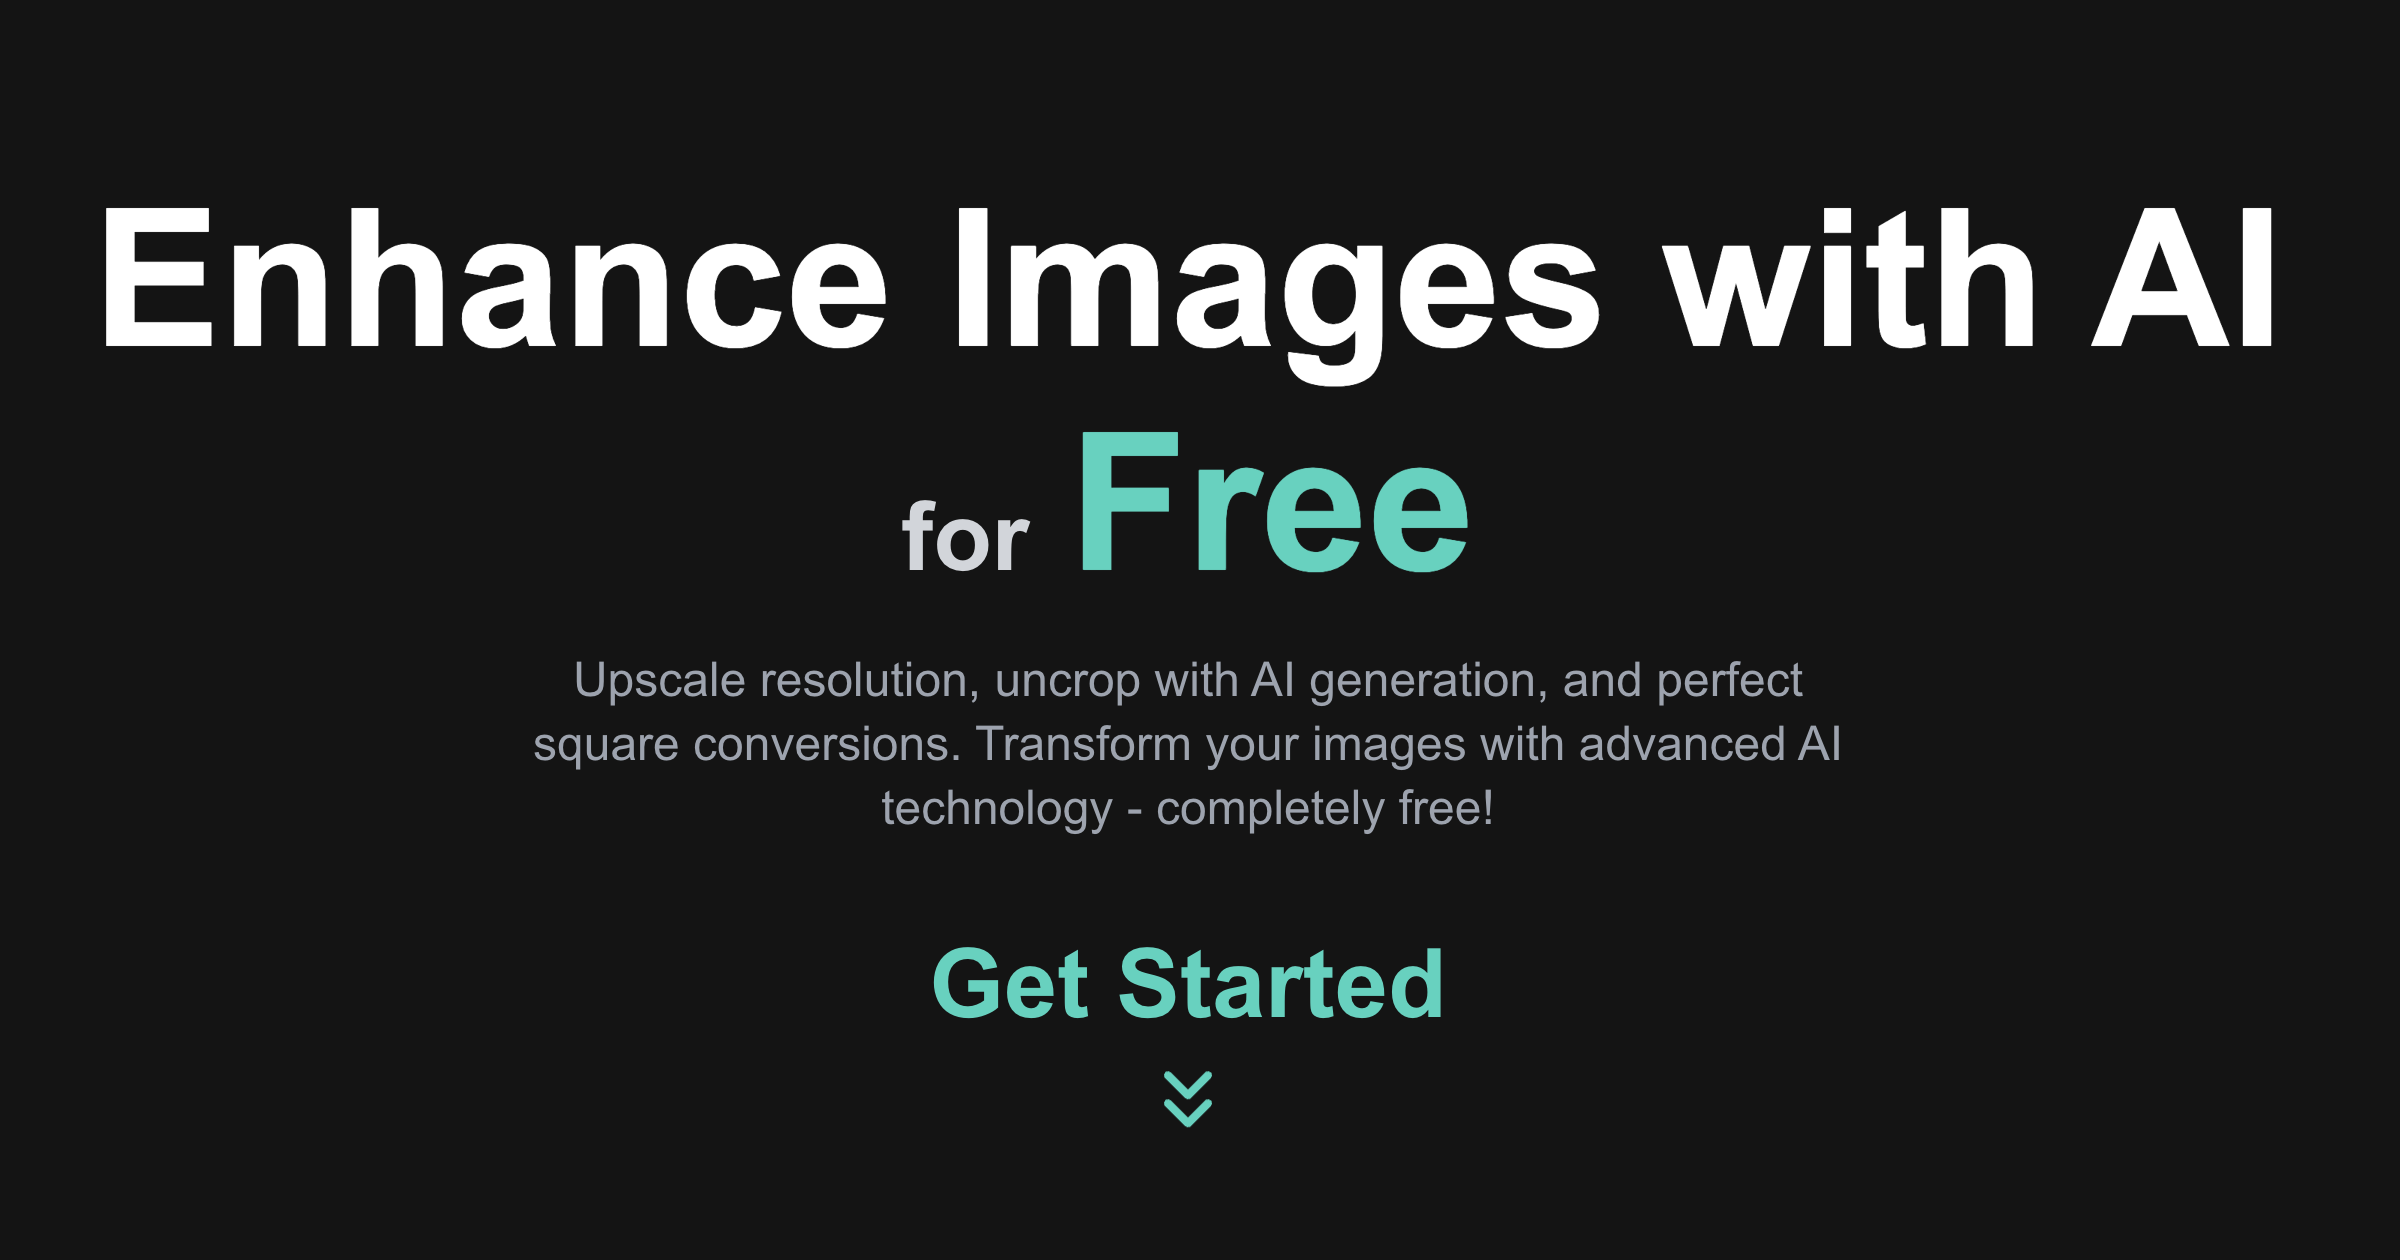 Enhance Images with AI
for Free
Upscale resolution, uncrop with AI generation, and perfect
square conversions. Transform your images with advanced AI
technology - completely free!
Get Started